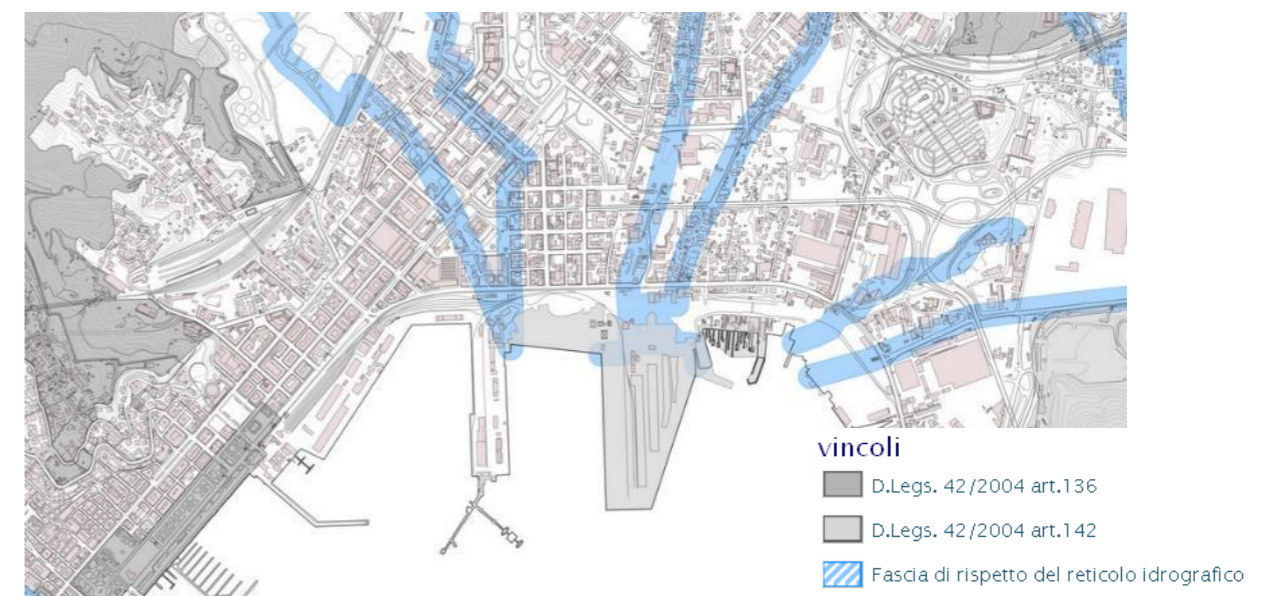 vincoli
D.Legs. 42/2004 art.136
D.Legs. 42/2004 art.142
Fascia di rispetto del reticolo idrografico